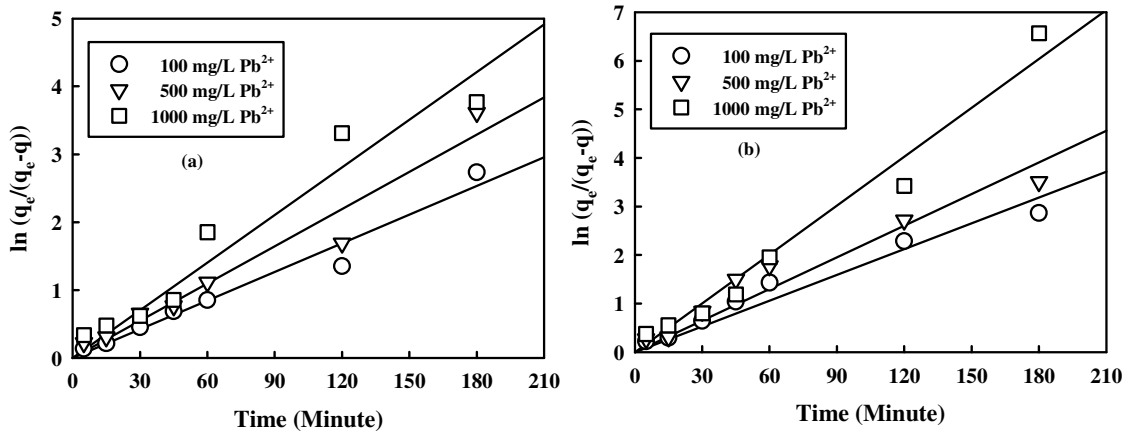 5
4
3
2
1
0
ln (qₑ/(qₑ-q))
100 mg/L Pb²⁺
500 mg/L Pb²⁺
1000 mg/L Pb²⁺
(a)
0 30 60 90 120 150 180 210
Time (Minute)
7
6
5
4
3
2
1
0
ln (qₑ/(qₑ-q))
100 mg/L Pb²⁺
500 mg/L Pb²⁺
1000 mg/L Pb²⁺
(b)
0 30 60 90 120 150 180 210
Time (Minute)